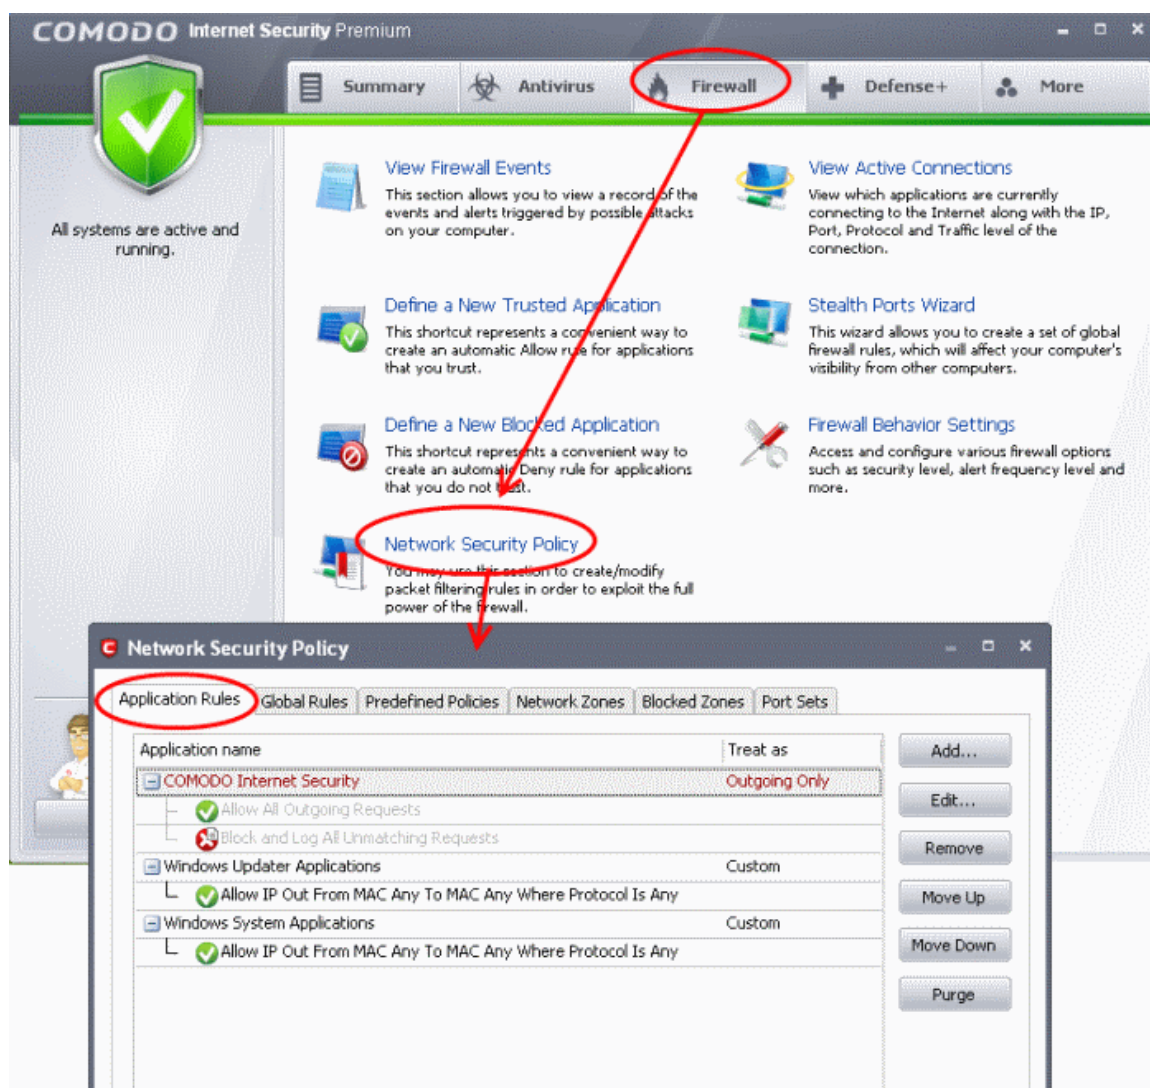 COMODO Internet Security Premium
Summary
Antivirus
Firewall
Defense+
More
All systems are active and
running.
View Firewall Events
This section allows you to view a record of the
events and alerts triggered by possible attacks
on your computer.
View Active Connections
View which applications are currently
connecting to the Internet along with the IP,
Port, Protocol and Traffic level of the
connection.
Define a New Trusted Application
This shortcut represents a convenient way to
create an automatic Allow rule for applications
that you trust.
Stealth Ports Wizard
This wizard allows you to create a set of global
firewall rules, which will affect your computer's
visibility from other computers.
Define a New Blocked Application
This shortcut represents a convenient way to
create an automatic Deny rule for applications
that you do not trust.
Firewall Behavior Settings
Access and configure various firewall options
such as security level, alert frequency level and
more.
Network Security Policy
You may use this section to create/modify
packet filtering rules in order to exploit the full
power of the firewall.
Network Security Policy
Application Rules
Global Rules
Predefined Policies
Network Zones
Blocked Zones
Port Sets
Application name
Treat as
COMODO Internet Security
Outgoing Only
Allow All Outgoing Requests
Block and Log All Unmatching Requests
Windows Updater Applications
Custom
Allow IP Out From MAC Any To MAC Any Where Protocol Is Any
Windows System Applications
Custom
Allow IP Out From MAC Any To MAC Any Where Protocol Is Any
Add...
Edit...
Remove
Move Up
Move Down
Purge